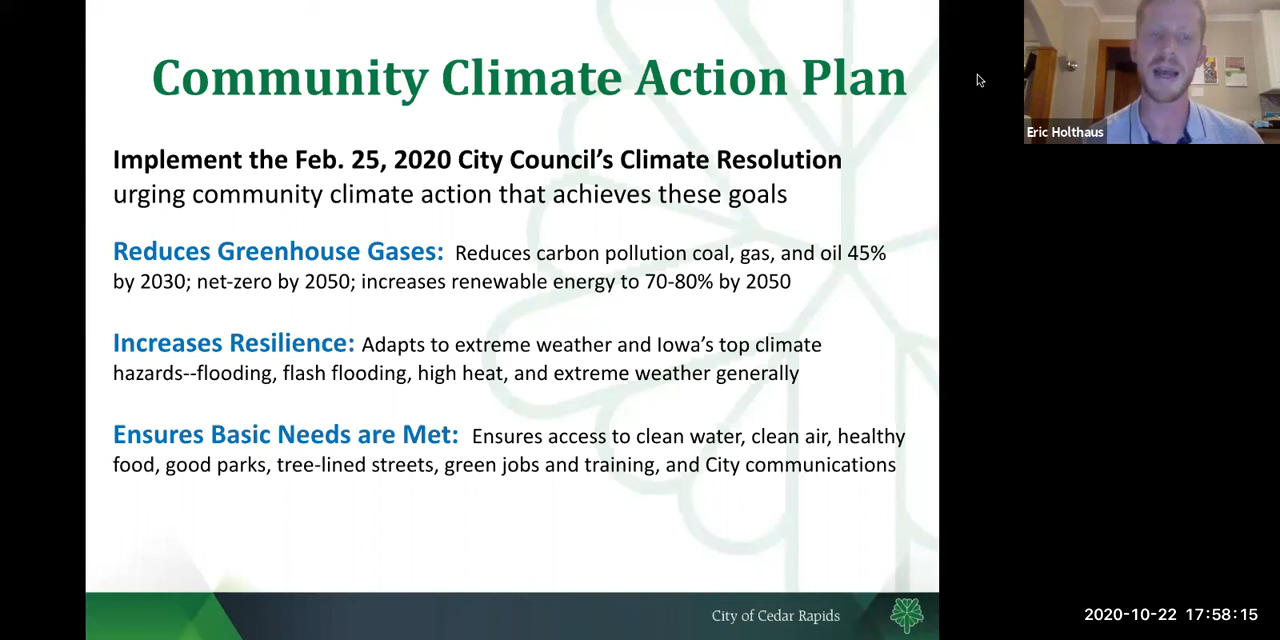 Community Climate Action Plan
Implement the Feb. 25, 2020 City Council’s Climate Resolution
urging community climate action that achieves these goals
Reduces Greenhouse Gases: Reduces carbon pollution coal, gas, and oil 45%
by 2030; net-zero by 2050; increases renewable energy to 70-80% by 2050
Increases Resilience: Adapts to extreme weather and Iowa’s top climate
hazards--flooding, flash flooding, high heat, and extreme weather generally
Ensures Basic Needs are Met: Ensures access to clean water, clean air, healthy
food, good parks, tree-lined streets, green jobs and training, and City communications
City of Cedar Rapids
Eric Holthaus
2020-10-22 17:58:15